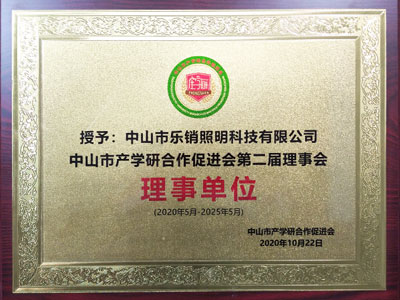 授予：中山市乐销照明科技有限公司
中山市产学研合作促进会第二届理事会
理事单位
(2020年5月-2025年5月)
中山市产学研合作促进会
2020年10月22日